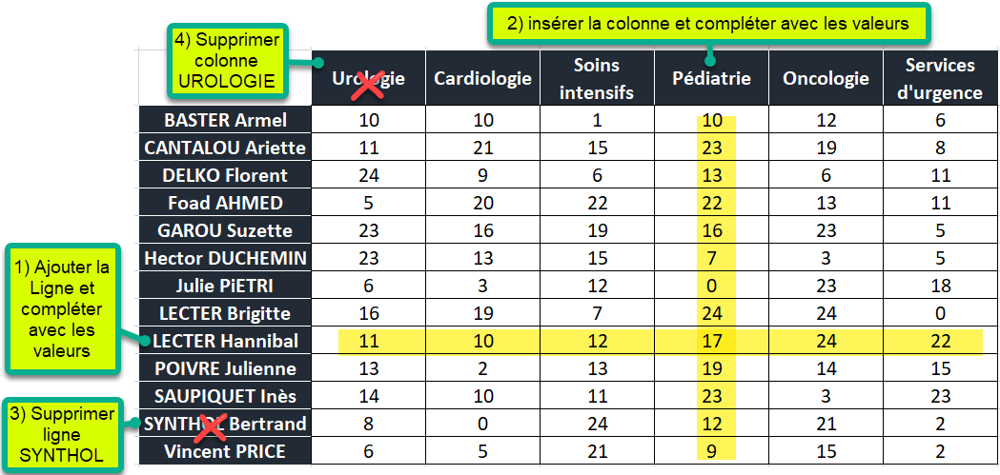 2) insérer la colonne et compléter avec les valeurs
4) Supprimer
colonne
UROLOGIE
Urologie Cardiologie Soins intensifs Pédiatrie Oncologie Services d'urgence
BASTER Armel 10 10 1 10 12 6
CANTALOU Ariette 11 21 15 23 19 8
DELKO Florent 24 9 6 13 6 11
Foad AHMED 5 20 22 22 13 11
GAROU Suzette 23 16 19 16 23 5
Hector DUCHEMIN 23 13 15 7 3 5
Julie PiETRI 6 3 12 0 23 18
LECTER Brigitte 16 19 7 24 24 0
LECTER Hannibal 11 10 12 17 24 22
POIVRE Julienne 13 2 13 19 14 15
SAUPIQUET Inès 14 10 11 23 3 23
SYNTHOL Bertrand 8 0 24 12 21 2
Vincent PRICE 6 5 21 9 15 2
1) Ajouter la
Ligne et
compléter
avec les
valeurs
3) Supprimer
ligne
SYNTHOL